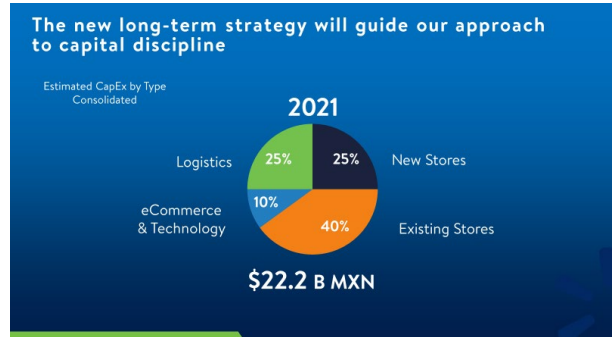 The new long-term strategy will guide our approach
to capital discipline
Estimated CapEx by Type
Consolidated
2021
Logistics
25%
25%
New Stores
eCommerce
& Technology
10%
40%
Existing Stores
$22.2 B MXN